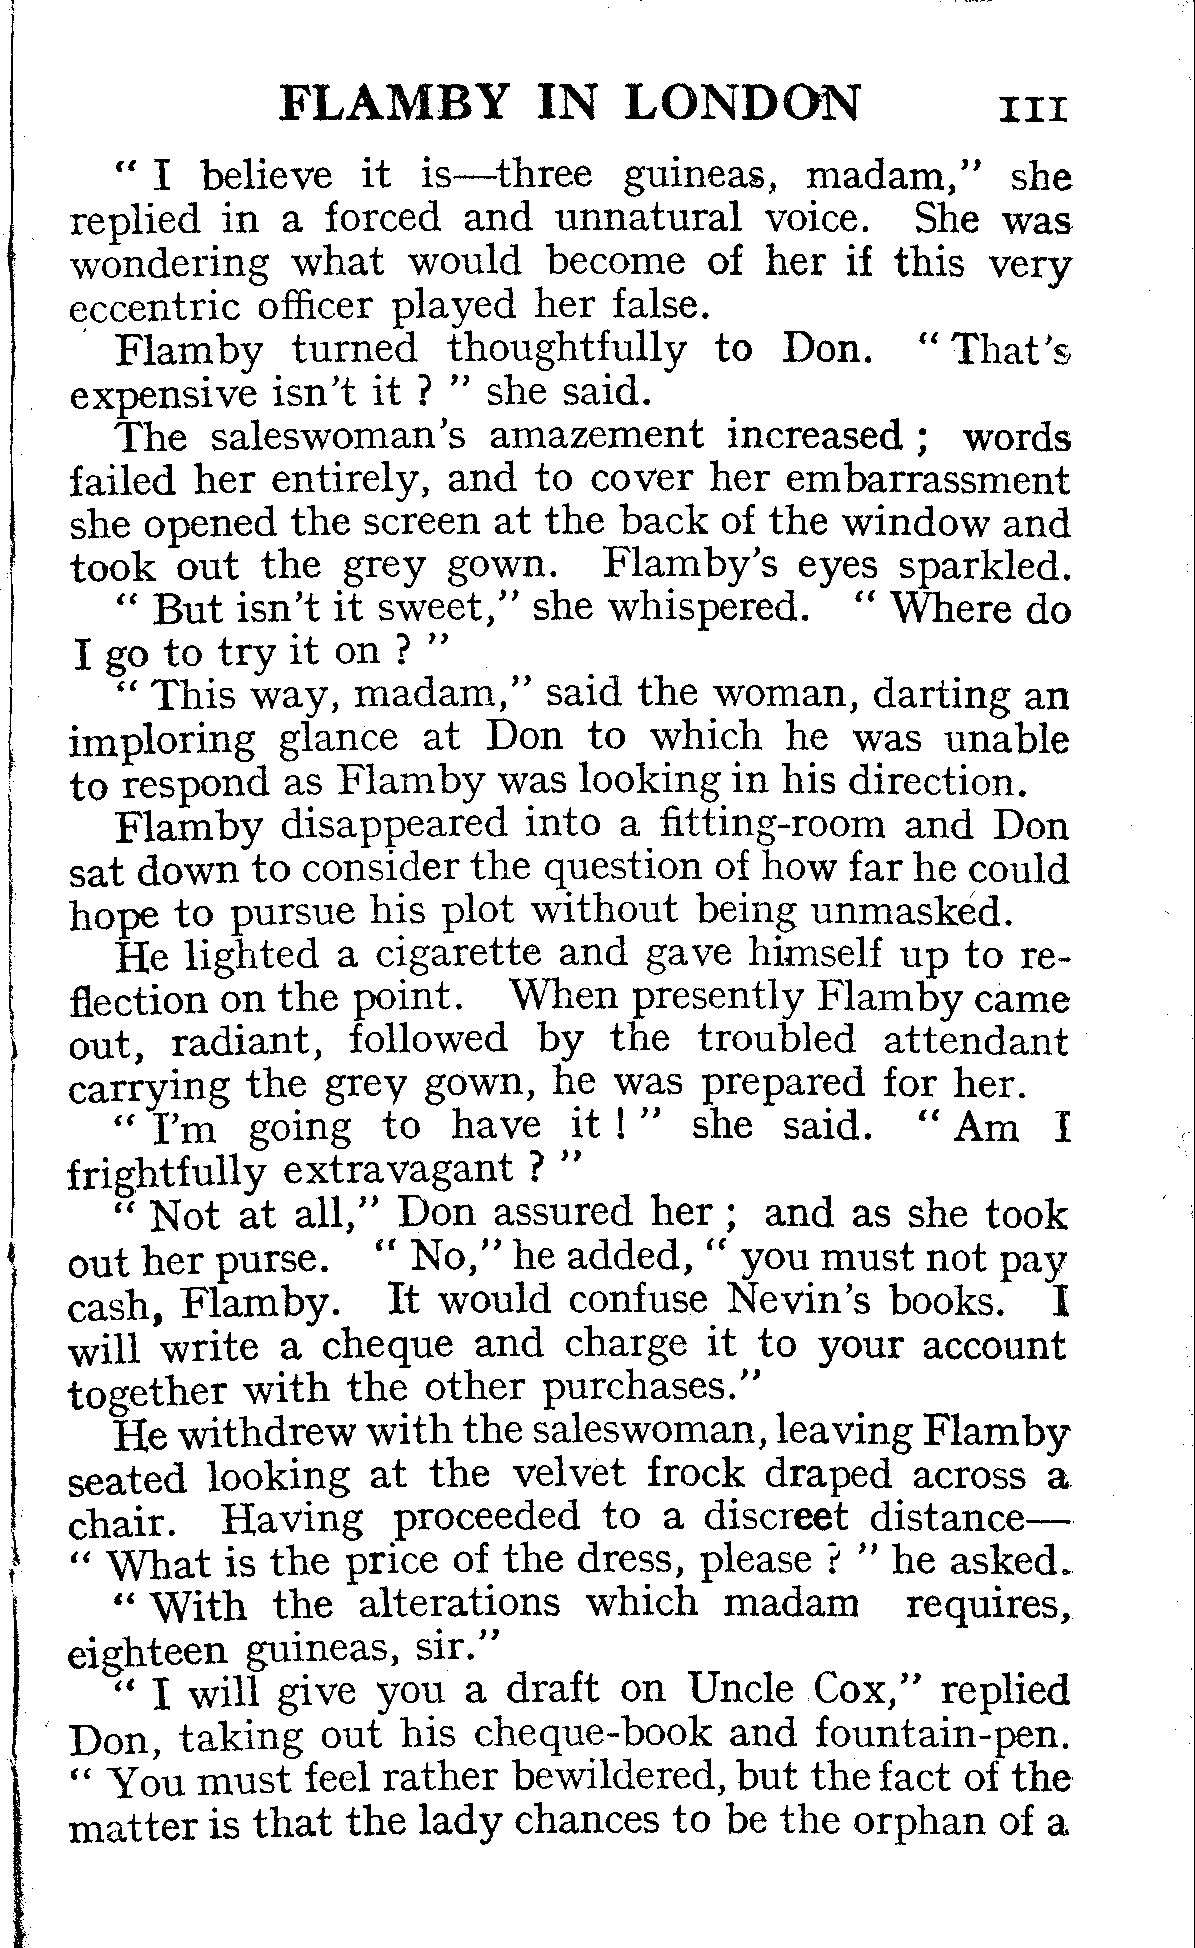 FLAMBY IN LONDON 111
“ I believe it is—three guineas, madam,” she
replied in a forced and unnatural voice. She was
wondering what would become of her if this very
eccentric officer played her false.
Flamby turned thoughtfully to Don. “ That's
expensive isn't it ? ” she said.
The saleswoman's amazement increased ; words
failed her entirely, and to cover her embarrassment
she opened the screen at the back of the window and
took out the grey gown. Flamby's eyes sparkled.
“ But isn't it sweet,” she whispered. “ Where do
I go to try it on ? ”
“ This way, madam,” said the woman, darting an
imploring glance at Don to which he was unable
to respond as Flamby was looking in his direction.
Flamby disappeared into a fitting-room and Don
sat down to consider the question of how far he could
hope to pursue his plot without being unmasked.
He lighted a cigarette and gave himself up to re-
flection on the point. When presently Flamby came
out, radiant, followed by the troubled attendant
carrying the grey gown, he was prepared for her.
“ I'm going to have it ! ” she said. “ Am I
frightfully extravagant ? ”
“ Not at all,” Don assured her ; and as she took
out her purse. “ No,” he added, “ you must not pay
cash, Flamby. It would confuse Nevin's books. I
will write a cheque and charge it to your account
together with the other purchases.”
He withdrew with the saleswoman, leaving Flamby
seated looking at the velvet frock draped across a
chair. Having proceeded to a discreet distance—
“ What is the price of the dress, please ? ” he asked.
“ With the alterations which madam requires,
eighteen guineas, sir.”
“ I will give you a draft on Uncle Cox,” replied
Don, taking out his cheque-book and fountain-pen.
“ You must feel rather bewildered, but the fact of the
matter is that the lady chances to be the orphan of a